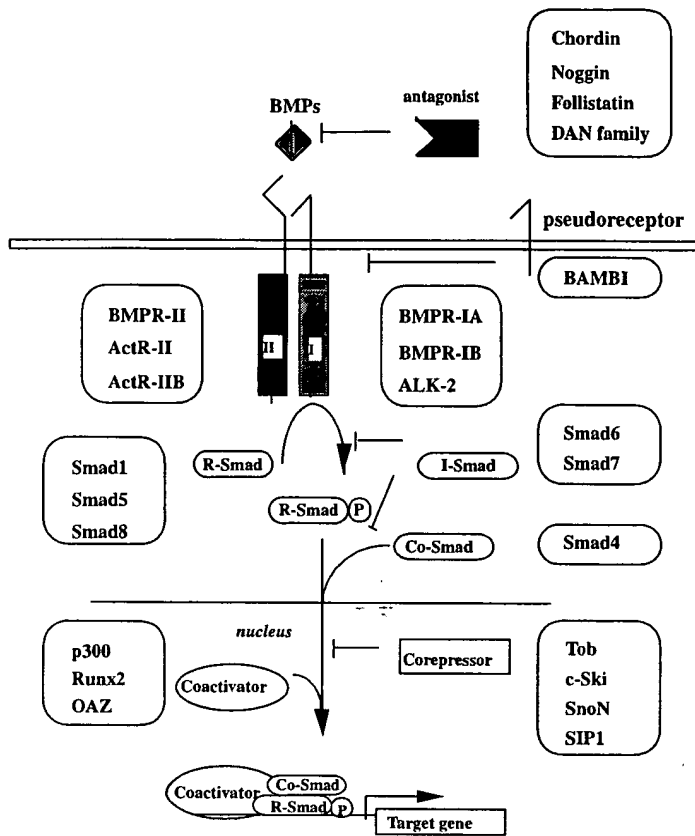 Chordin
Noggin
Follistatin
DAN family
BMPs
antagonist
pseudoreceptor
BAMBI
BMPR-II
ActR-II
ActR-IIB
II
I
BMPR-IA
BMPR-IB
ALK-2
Smad1
Smad5
Smad8
R-Smad
I-Smad
Smad6
Smad7
R-Smad P
Co-Smad
Smad4
nucleus
p300
Runx2
OAZ
Coactivator
Corepressor
Tob
c-Ski
SnoN
SIP1
Coactivator
Co-Smad
R-Smad P
Target gene